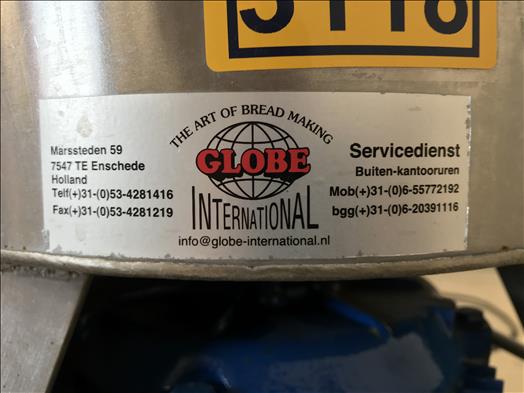 THE ART OF BREAD MAKING
GLOBE
INTERNATIONAL
info@globe-international.nl
Marssteden 59
7547 TE Enschede
Holland
Telf(+)31-(0)53-4281416
Fax(+)31-(0)53-4281219
Servicedienst
Buiten-kantooruren
Mob(+)31-(0)6-55772192
bgg(+)31-(0)6-20391116